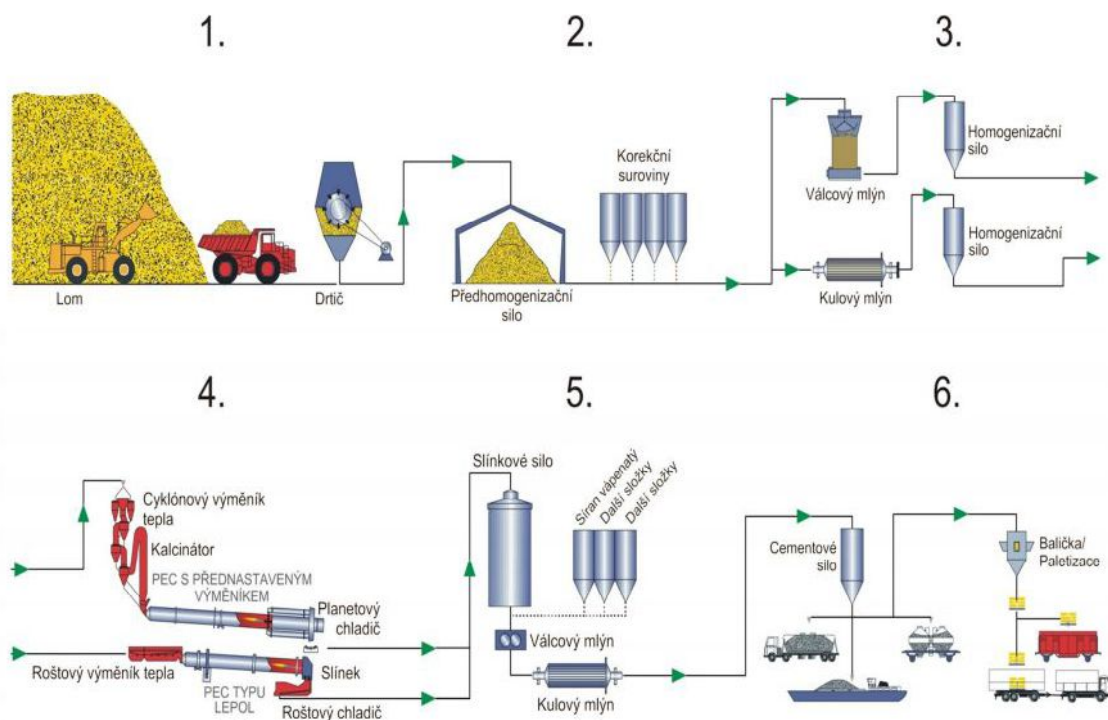 1.
2.
3.
Lom
Drtič
Předhomogenizační
silo
Korekční
suroviny
Válcový mlýn
Homogenizační
silo
Kulový mlýn
Homogenizační
silo
4.
5.
6.
Cyklónový výměník
tepla
Kalcinátor
PEC S PŘEDNASTAVENÝM
VÝMĚNÍKEM
Planetový
chladič
Roštový výměník tepla
PEC TYPU
LEPOL
Slínek
Roštový chladič
Slínkové silo
Síran vápenatý
Další složky
Další složky
Válcový mlýn
Kulový mlýn
Cementové
silo
Balička/
Paletizace